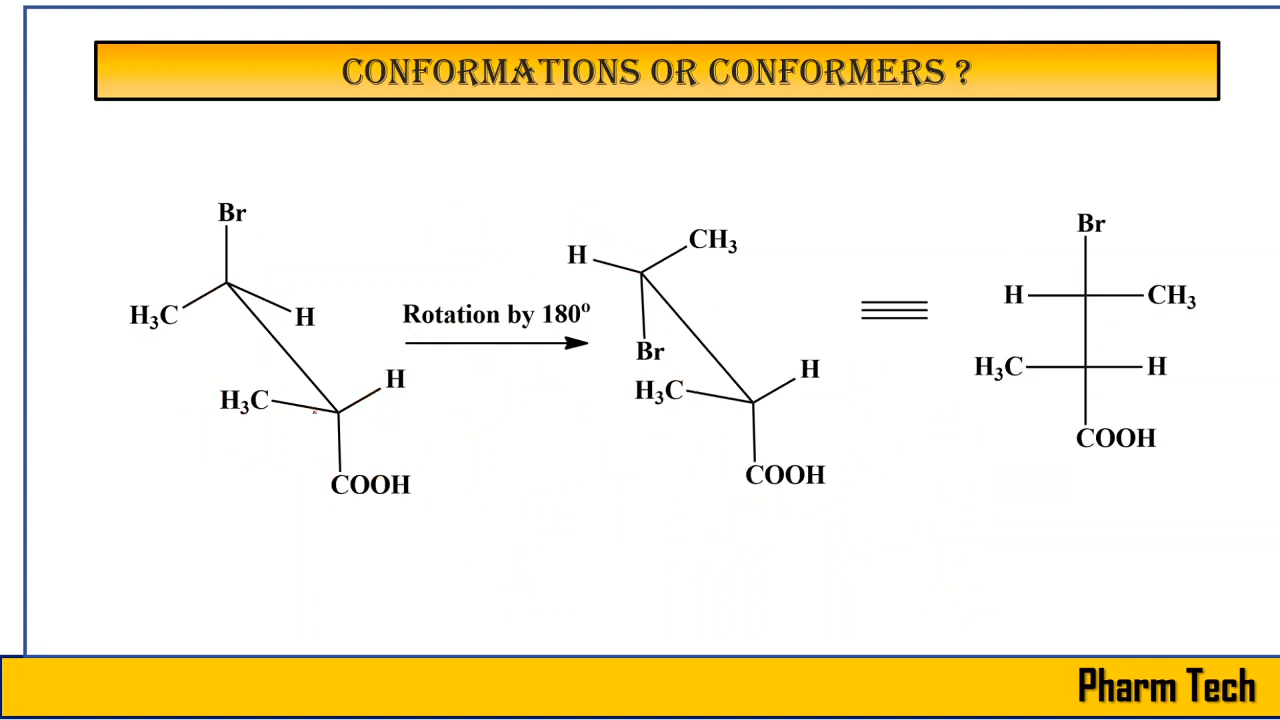 CONFORMATIONS OR CONFORMERS ?
Br
H₃C
H
H₃C
H
COOH
Rotation by 180º
H
CH₃
Br
H₃C
H
COOH
Br
H
CH₃
H₃C
H
COOH
Pharm Tech